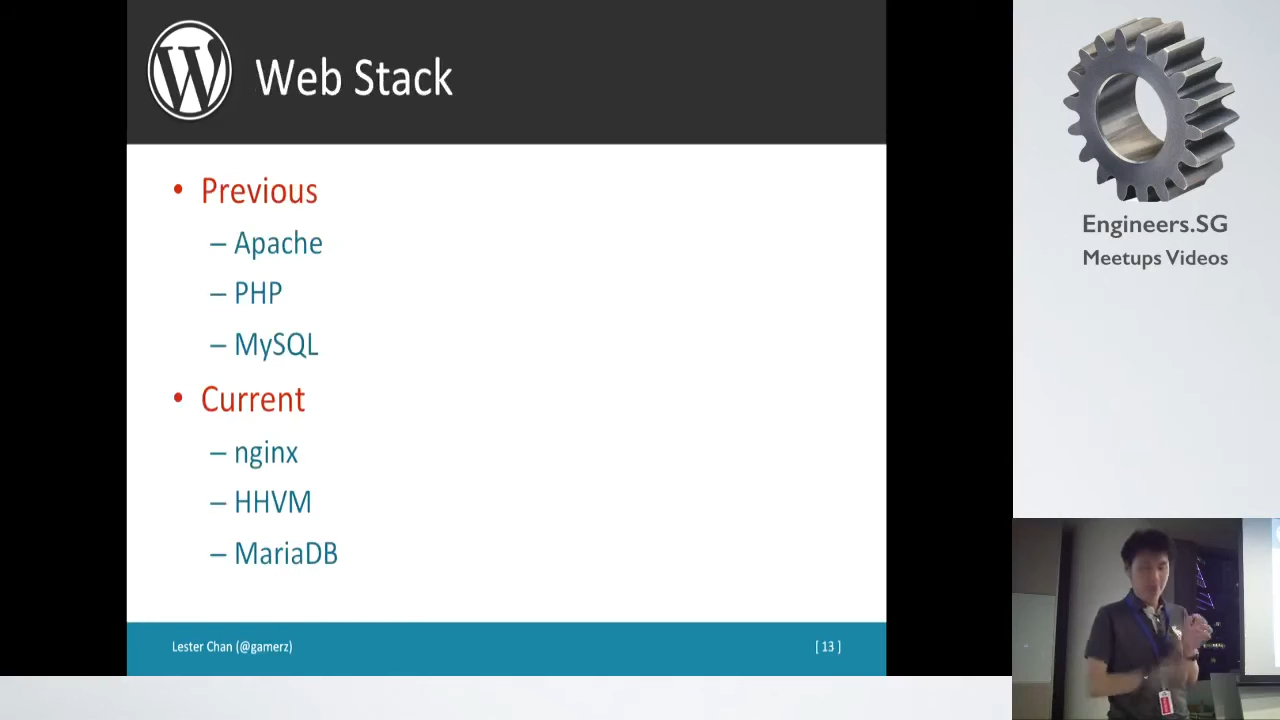 Web Stack
• Previous
– Apache
– PHP
– MySQL
• Current
– nginx
– HHVM
– MariaDB
Lester Chan (@gamerz)
[ 13 ]
Engineers.SG
Meetups Videos